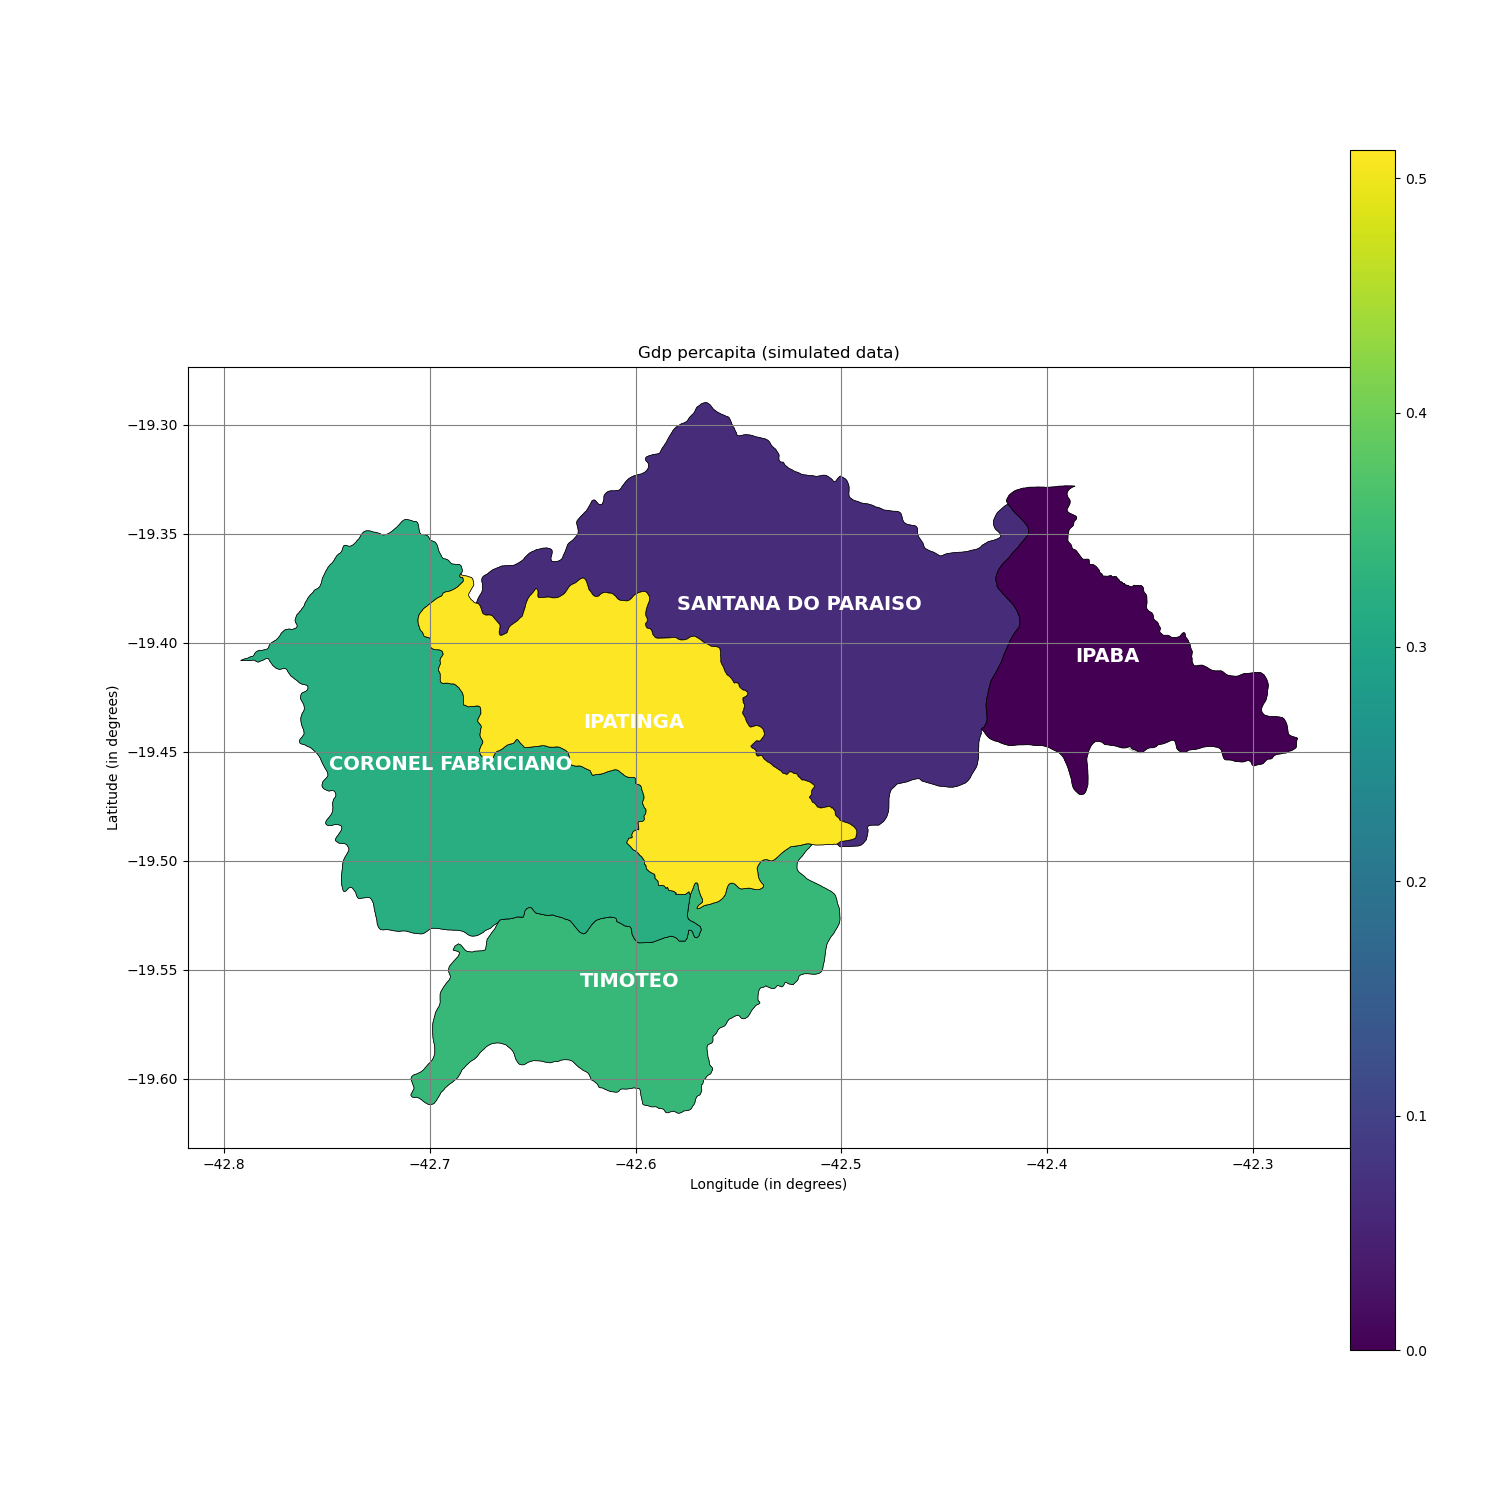 Gdp percapita (simulated data)
0.5
0.4
0.3
0.2
0.1
0.0
−19.30
−19.35
−19.40
−19.45
−19.50
−19.55
−19.60
Latitude (in degrees)
SANTANA DO PARAISO
IPABA
IPATINGA
CORONEL FABRICIANO
TIMOTEO
−42.8
−42.7
−42.6
−42.5
−42.4
−42.3
Longitude (in degrees)